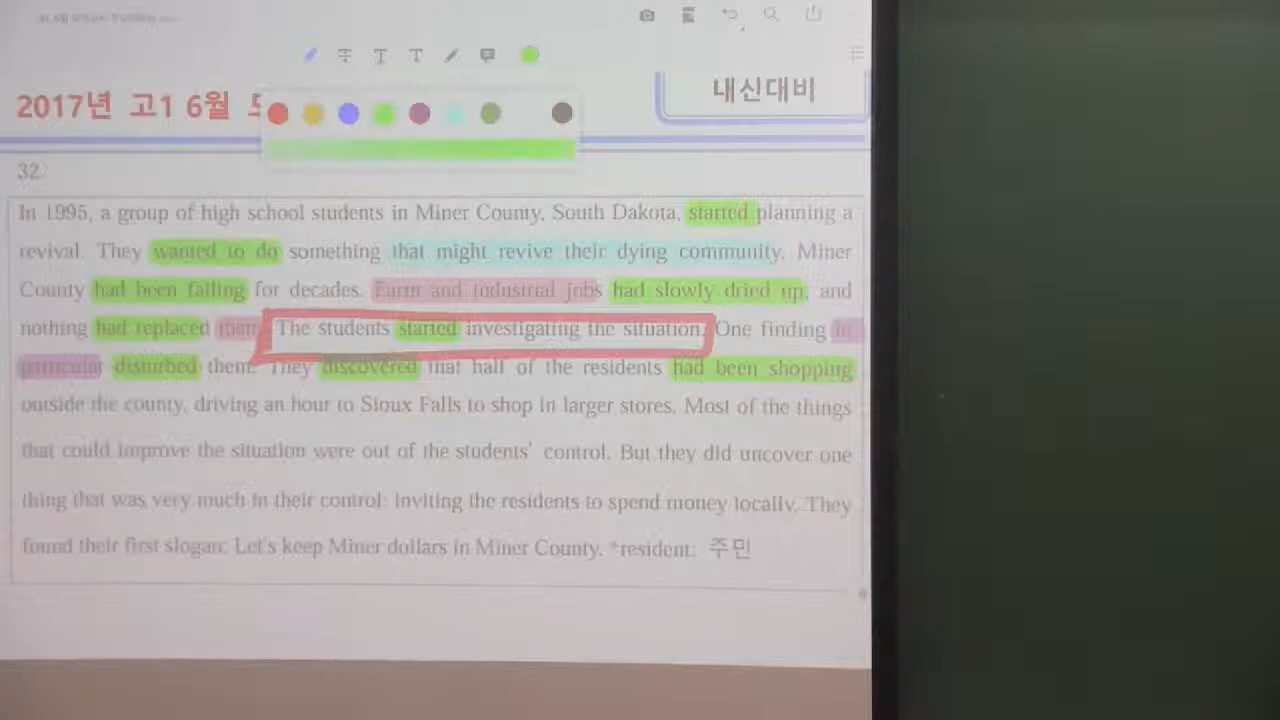 내신대비
2017년 고1 6월
32.
In 1995, a group of high school students in Miner County, South Dakota, started planning a
revival. They wanted to do something that might revive their dying community. Miner
County had been failing for decades. Farm and industrial jobs had slowly dried up, and
nothing had replaced them. The students started investigating the situation. One finding in
particular disturbed them: They discovered that half of the residents had been shopping
outside the county, driving an hour to Sioux Falls to shop in larger stores. Most of the things
that could improve the situation were out of the students' control. But they did uncover one
thing that was very much in their control: inviting the residents to spend money locally. They
found their first slogan: Let's keep Miner dollars in Miner County. *resident: 주민